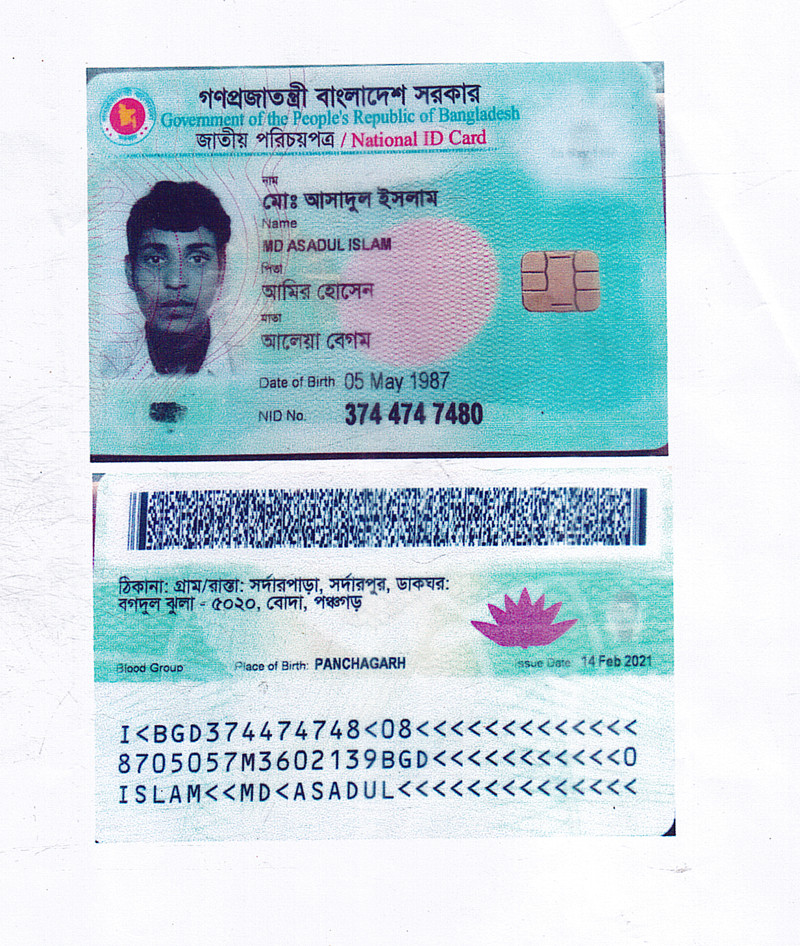 গণপ্রজাতন্ত্রী বাংলাদেশ সরকার
Government of the People's Republic of Bangladesh
জাতীয় পরিচয়পত্র / National ID Card
নাম
মোঃ আসাদুল ইসলাম
Name
MD ASADUL ISLAM
পিতা
আমির হোসেন
মাতা
আলেয়া বেগম
Date of Birth 05 May 1987
NID No. 374 474 7480
ঠিকানা: গ্রাম/রাস্তা: সর্দারপাড়া, সর্দারপুর, ডাকঘর:
বগদুল ঝুলা - ৫০২০, বোদা, পঞ্চগড়
Blood Group Place of Birth: PANCHAGARH Issue Date 14 Feb 2021
I<BGD374474748<08<<<<<<<<<<<<<
8705057M3602139BGD<<<<<<<<<<<0
ISLAM<<MD<ASADUL<<<<<<<<<<<<<<